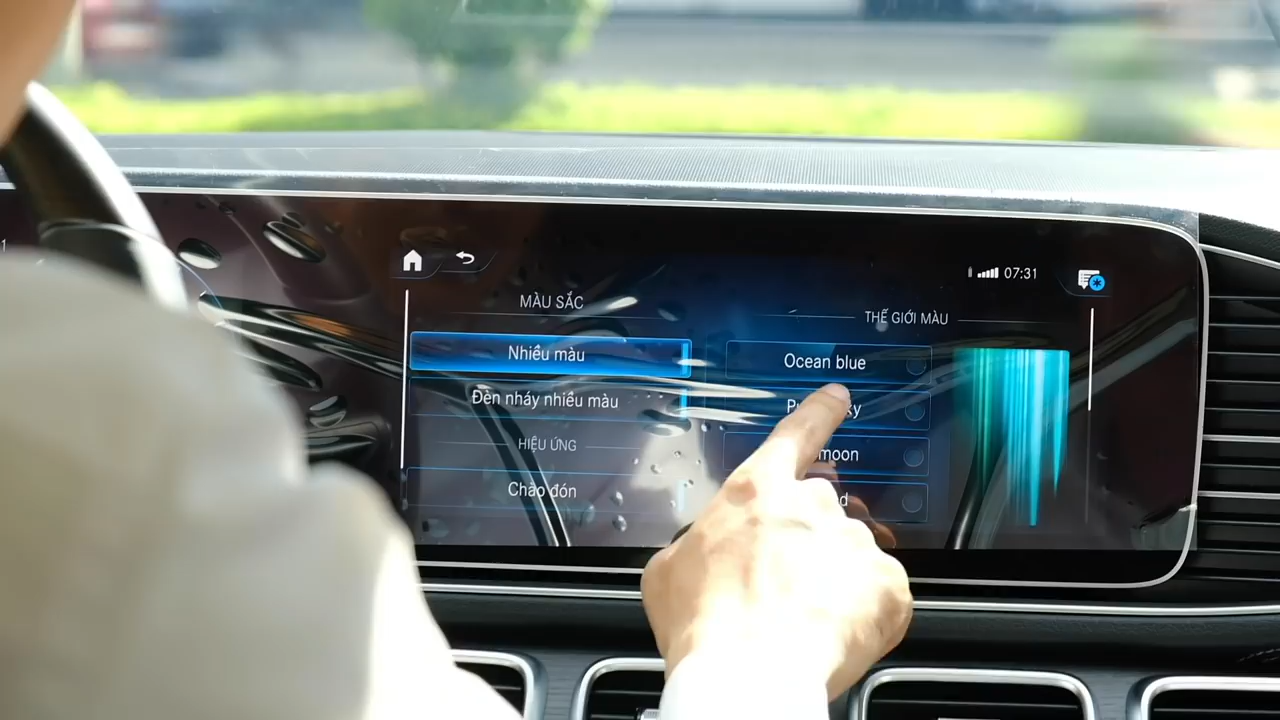 07:31
MÀU SẮC
Nhiều màu
Đèn nháy nhiều màu
HIỆU ỨNG
Chào đón
THẾ GIỚI MÀU
Ocean blue
moon